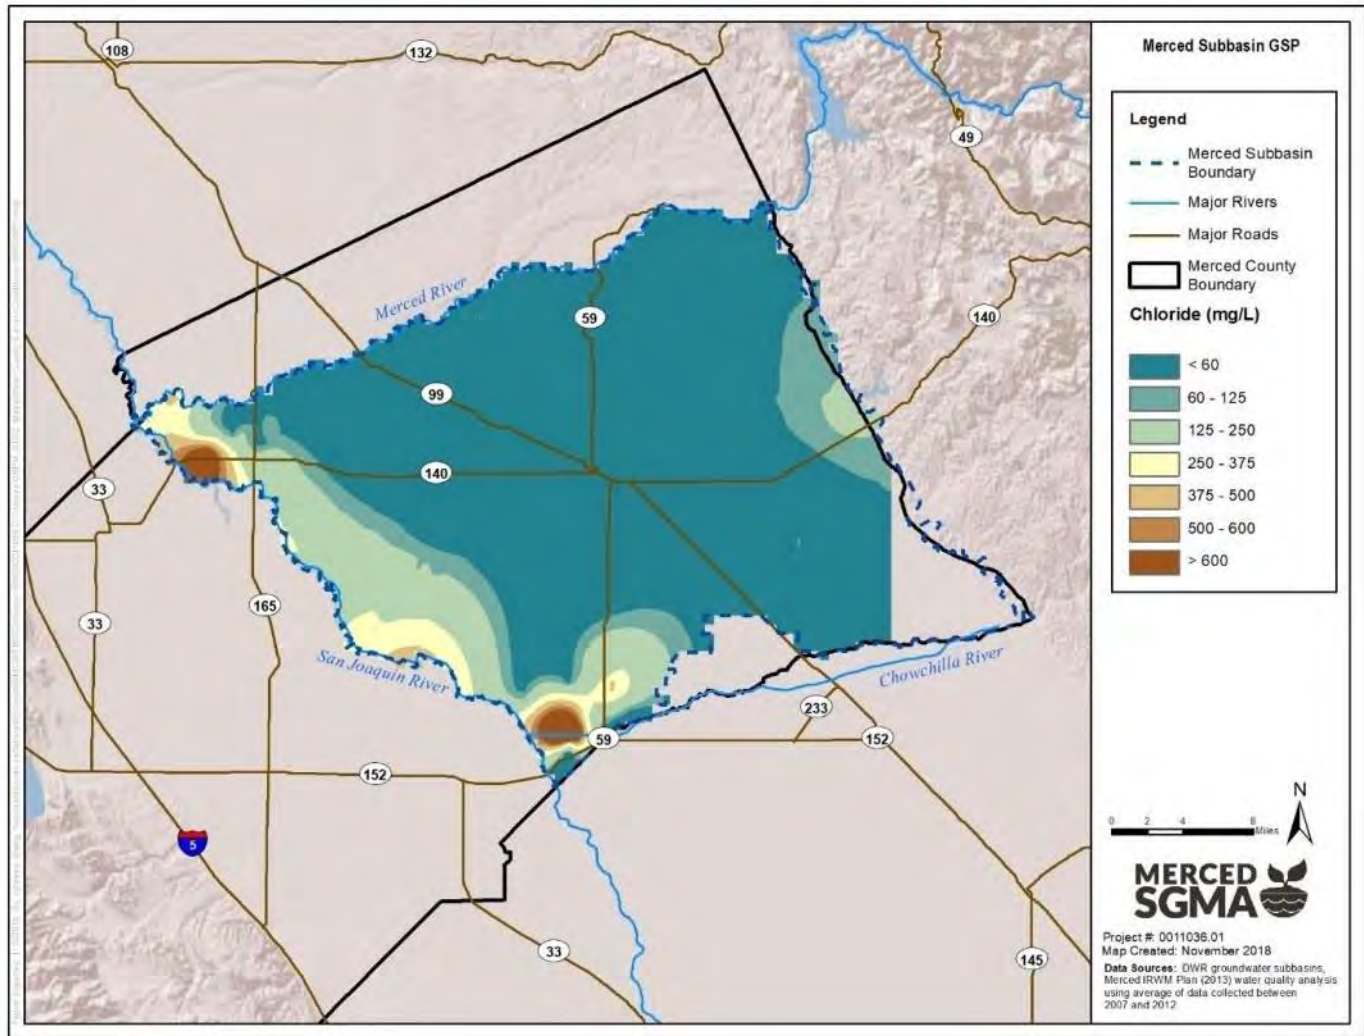 Merced Subbasin GSP
Legend
Merced Subbasin
Boundary
Major Rivers
Major Roads
Merced County
Boundary
Chloride (mg/L)
< 60
60 - 125
125 - 250
250 - 375
375 - 500
500 - 600
> 600
108
132
49
Merced River
59
140
99
140
33
33
165
San Joaquin River
Chowchilla River
233
59
152
152
5
33
145
N
0 2 4 8
Miles
MERCED
SGMA
Project #: 0011036.01
Map Created: November 2018
Data Sources: DWR groundwater subbasins,
Merced IRWM Plan (2013) water quality analysis
using average of data collected between
2007 and 2012